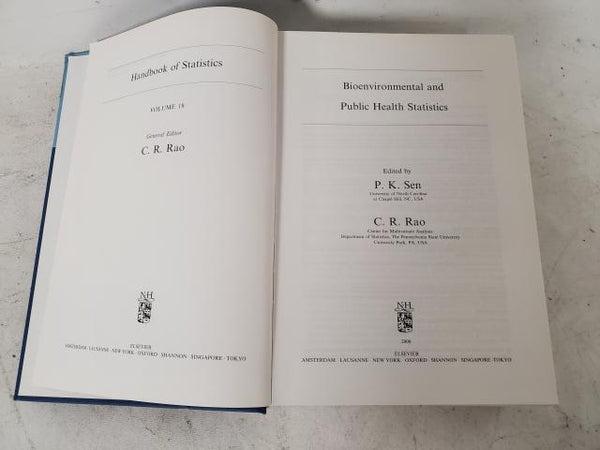 Handbook of Statistics
VOLUME 18
General Editor
C. R. Rao
NH
ELSEVIER
AMSTERDAM · LAUSANNE · NEW YORK · OXFORD · SHANNON · SINGAPORE · TOKYO
Bioenvironmental and
Public Health Statistics
Edited by
P. K. Sen
University of North Carolina
at Chapel Hill, NC, USA
C. R. Rao
Center for Multivariate Analysis
Department of Statistics, The Pennsylvania State University
University Park, PA, USA
NH
2000
ELSEVIER
AMSTERDAM · LAUSANNE · NEW YORK · OXFORD · SHANNON · SINGAPORE · TOKYO